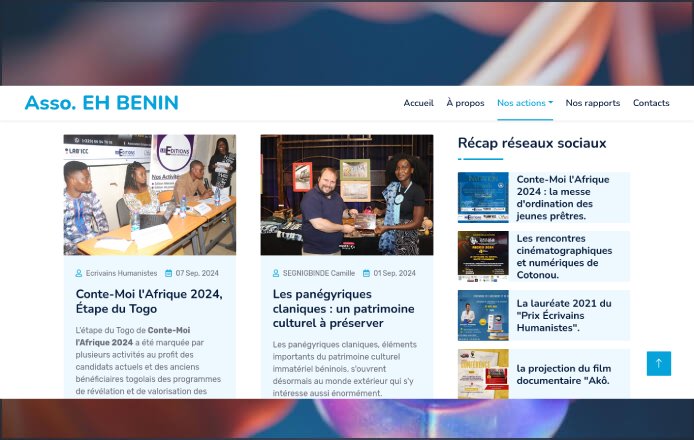 Asso. EH BENIN
Accueil À propos Nos actions Nos rapports Contacts
EDITIONS
Nos Activités
Ecrivains Humanistes 07 Sep, 2024
Conte-Moi l'Afrique 2024,
Étape du Togo
L'étape du Togo de Conte-Moi
l'Afrique 2024 a été marquée par
plusieurs activités au profit des
candidats actuels et des anciens
bénéficiaires togolais des programmes
de révélation et de valorisation des
SEGNIGBINDE Camille 01 Sep, 2024
Les panégyriques
claniques : un patrimoine
culturel à préserver
Les panégyriques claniques, éléments
importants du patrimoine culturel
immatériel béninois, s'ouvrent
désormais au monde extérieur qui s'y
intéresse aussi énormément.
Récap réseaux sociaux
Conte-Moi l'Afrique
2024 : la messe
d'ordination des
jeunes prêtres.
Les rencontres
cinématographiques
et numériques de
Cotonou.
La lauréate 2021 du
"Prix Écrivains
Humanistes".
la projection du film
documentaire "Akô.